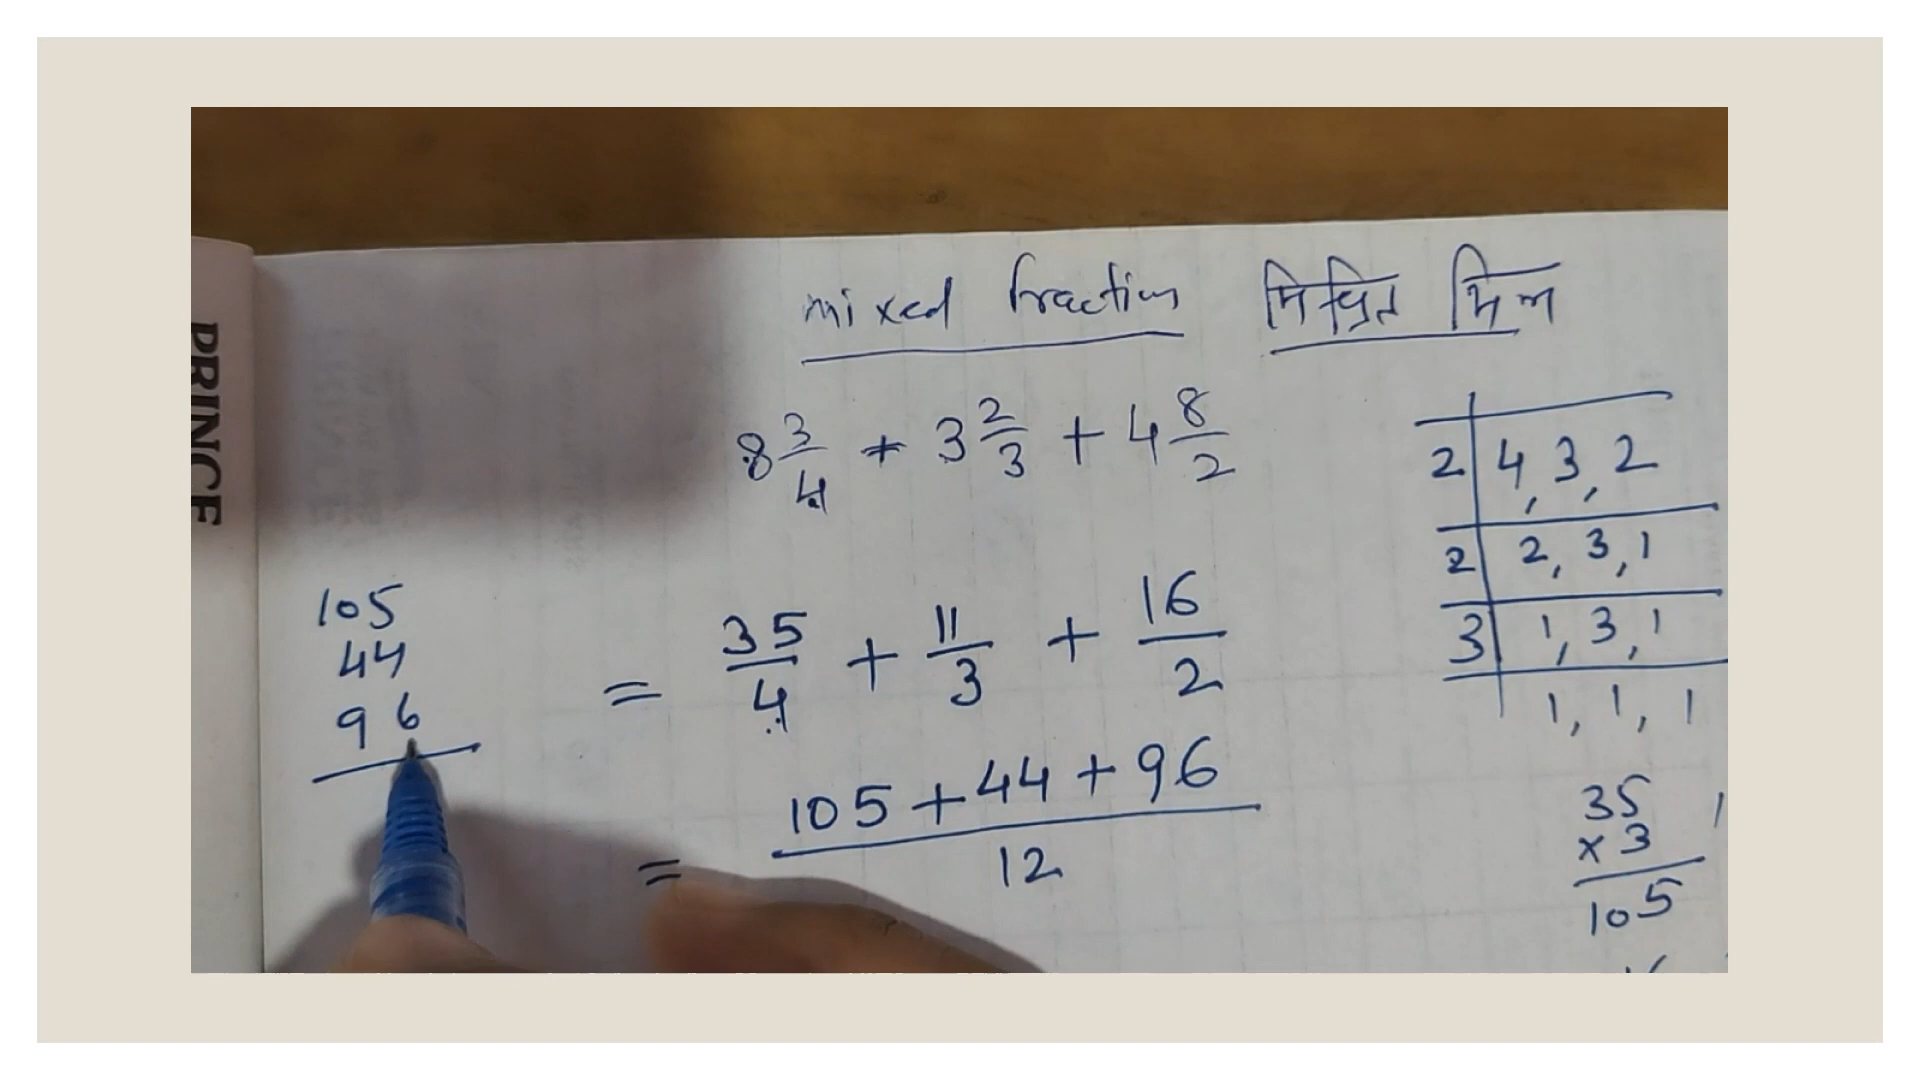 PRINCE
mixed fraction मिश्रित भिन्न
8 3/4 + 3 2/3 + 4 8/2
= 35/4 + 11/3 + 16/2
= 105 + 44 + 96 / 12
105
44
96
2 | 4, 3, 2
2 | 2, 3, 1
3 | 1, 3, 1
1, 1, 1
35
x 3
105